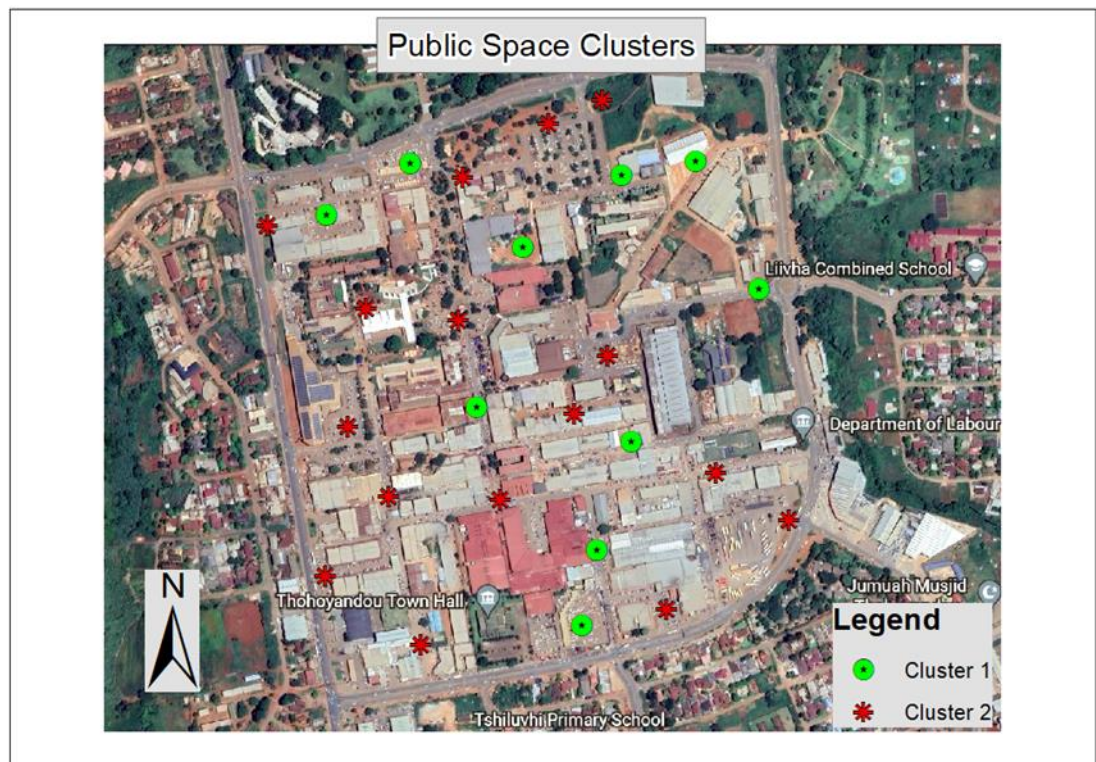 Public Space Clusters
Liivha Combined School
Department of Labour
Jumuah Musjid
Thohoyandou Town Hall
N
Legend
Cluster 1
Cluster 2
Tshiluvhi Primary School